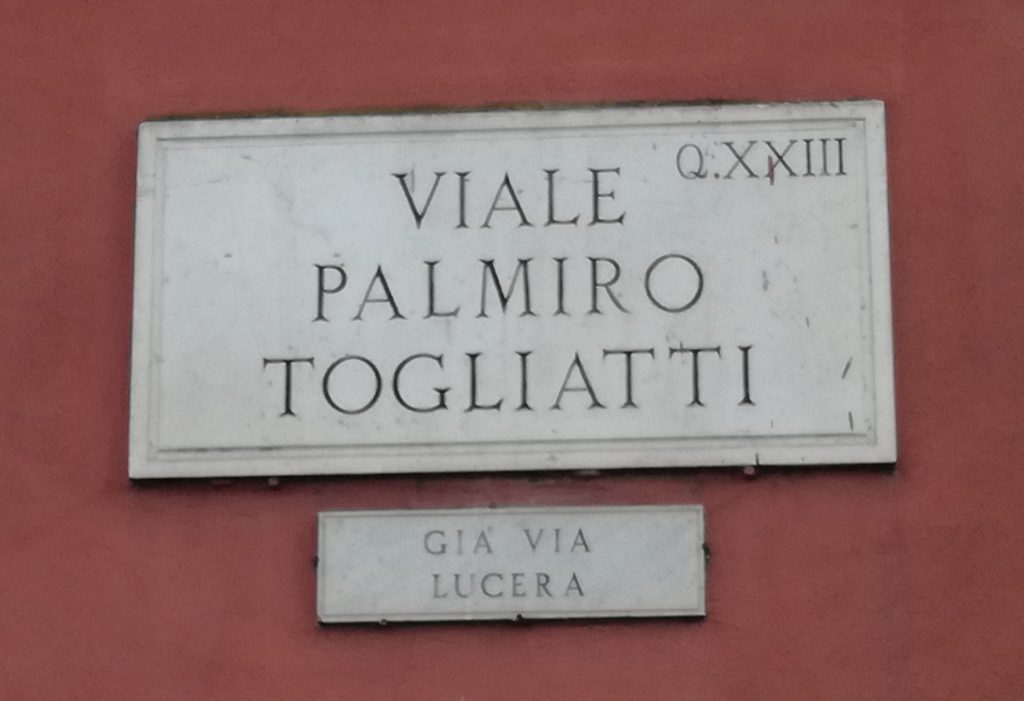 Q.XXIII
VIALE
PALMIRO
TOGLIATTI
GIA' VIA
LUCERA